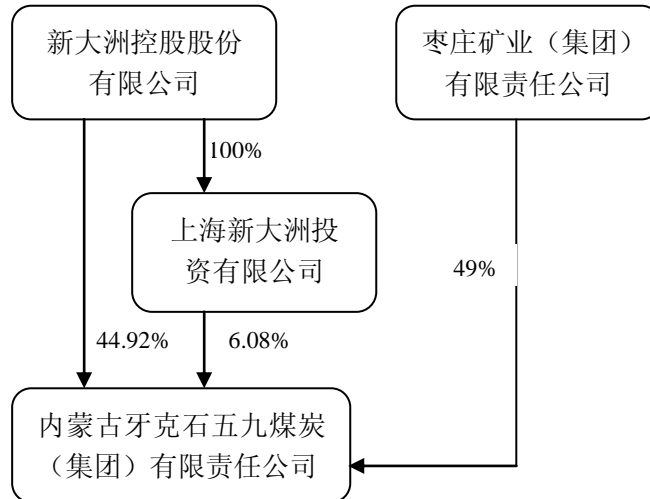 新大洲控股股份
有限公司
枣庄矿业（集团）
有限责任公司
100%
上海新大洲投
资有限公司
49%
44.92%
6.08%
内蒙古牙克石五九煤炭
（集团）有限责任公司